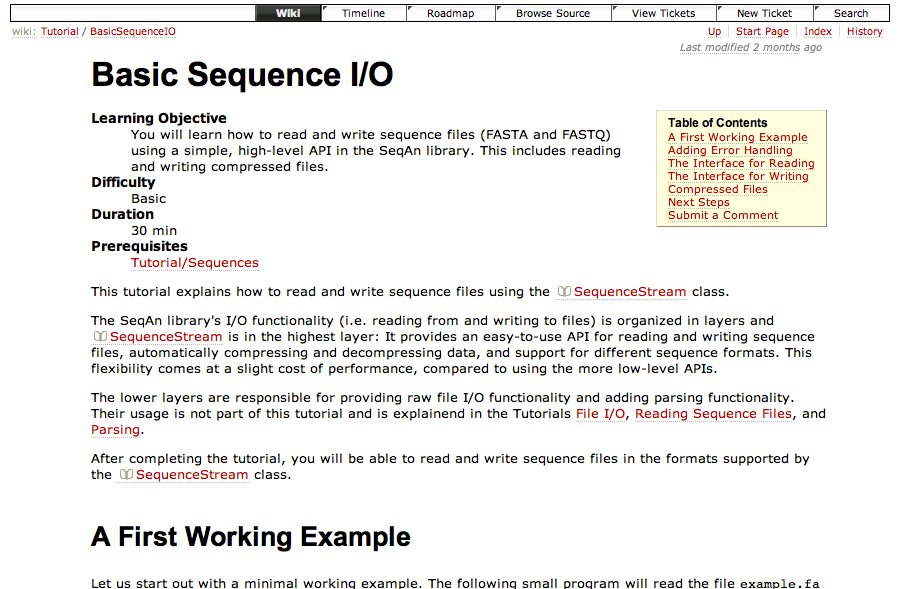 Wiki Timeline Roadmap Browse Source View Tickets New Ticket Search
wiki: Tutorial / BasicSequenceIO Up Start Page Index History
Last modified 2 months ago
Basic Sequence I/O
Learning Objective
You will learn how to read and write sequence files (FASTA and FASTQ)
using a simple, high-level API in the SeqAn library. This includes reading
and writing compressed files.
Difficulty
Basic
Duration
30 min
Prerequisites
Tutorial/Sequences
Table of Contents
A First Working Example
Adding Error Handling
The Interface for Reading
The Interface for Writing
Compressed Files
Next Steps
Submit a Comment
This tutorial explains how to read and write sequence files using the SequenceStream class.
The SeqAn library's I/O functionality (i.e. reading from and writing to files) is organized in layers and
SequenceStream is in the highest layer: It provides an easy-to-use API for reading and writing sequence
files, automatically compressing and decompressing data, and support for different sequence formats. This
flexibility comes at a slight cost of performance, compared to using the more low-level APIs.
The lower layers are responsible for providing raw file I/O functionality and adding parsing functionality.
Their usage is not part of this tutorial and is explainend in the Tutorials File I/O, Reading Sequence Files, and
Parsing.
After completing the tutorial, you will be able to read and write sequence files in the formats supported by
the SequenceStream class.
A First Working Example
Let us start out with a minimal working example. The following small program will read the file example.fa